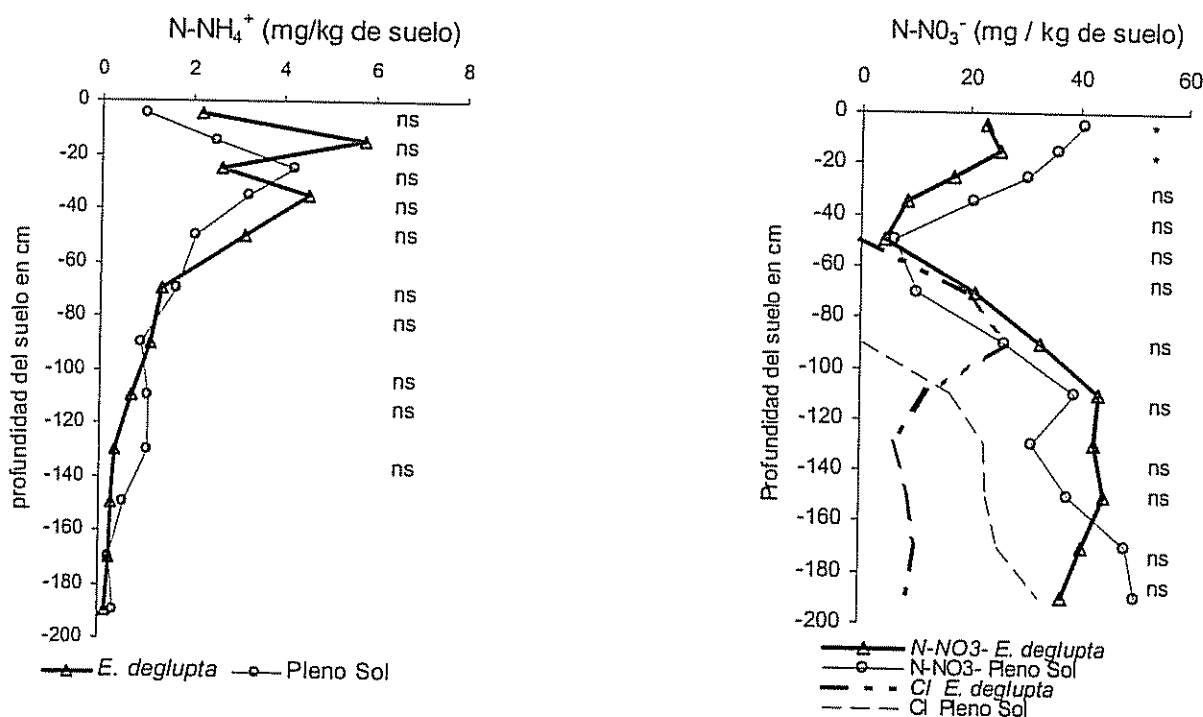 N-NH₄⁺ (mg/kg de suelo)
0 2 4 6 8
0
-20
-40
-60
-80
-100
-120
-140
-160
-180
-200
profundidad del suelo en cm
ns
ns
ns
ns
ns
ns
ns
ns
ns
ns
E. deglupta Pleno Sol
N-N0₃⁻ (mg / kg de suelo)
0 20 40 60
0
-20
-40
-60
-80
-100
-120
-140
-160
-180
-200
Profundidad del suelo en cm
*
*
ns
ns
ns
ns
ns
ns
ns
ns
ns
ns
N-NO3- E. deglupta
N-NO3- Pleno Sol
Cl E. deglupta
Cl Pleno Sol